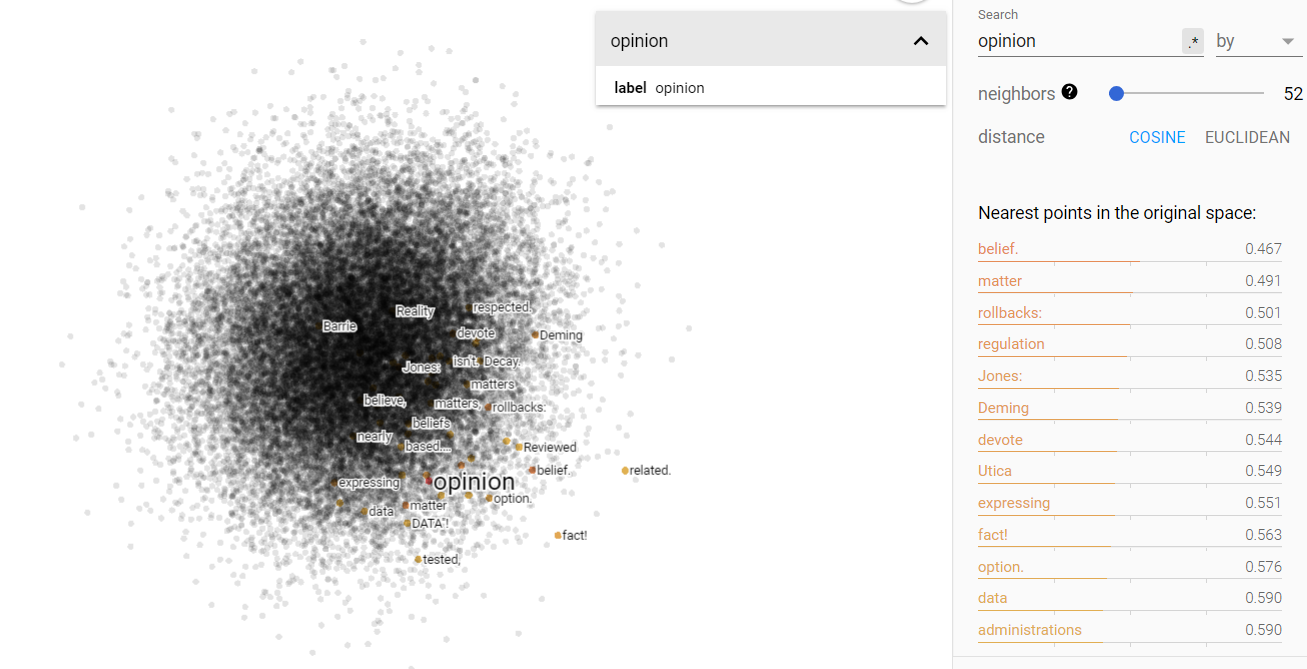 opinion
label opinion
Search
opinion .* by
neighbors ? 52
distance COSINE EUCLIDEAN
Nearest points in the original space:
belief. 0.467
matter 0.491
rollbacks: 0.501
regulation 0.508
Jones: 0.535
Deming 0.539
devote 0.544
Utica 0.549
expressing 0.551
fact! 0.563
option. 0.576
data 0.590
administrations 0.590
Reality
respected.
Barrie
devote
Deming
isn't. Decay.
Jones:
matters
believe,
matters,
rollbacks:
beliefs
nearly
based....
Reviewed
belief.
related.
expressing
opinion
option.
matter
data
DATA"!
fact!
tested,